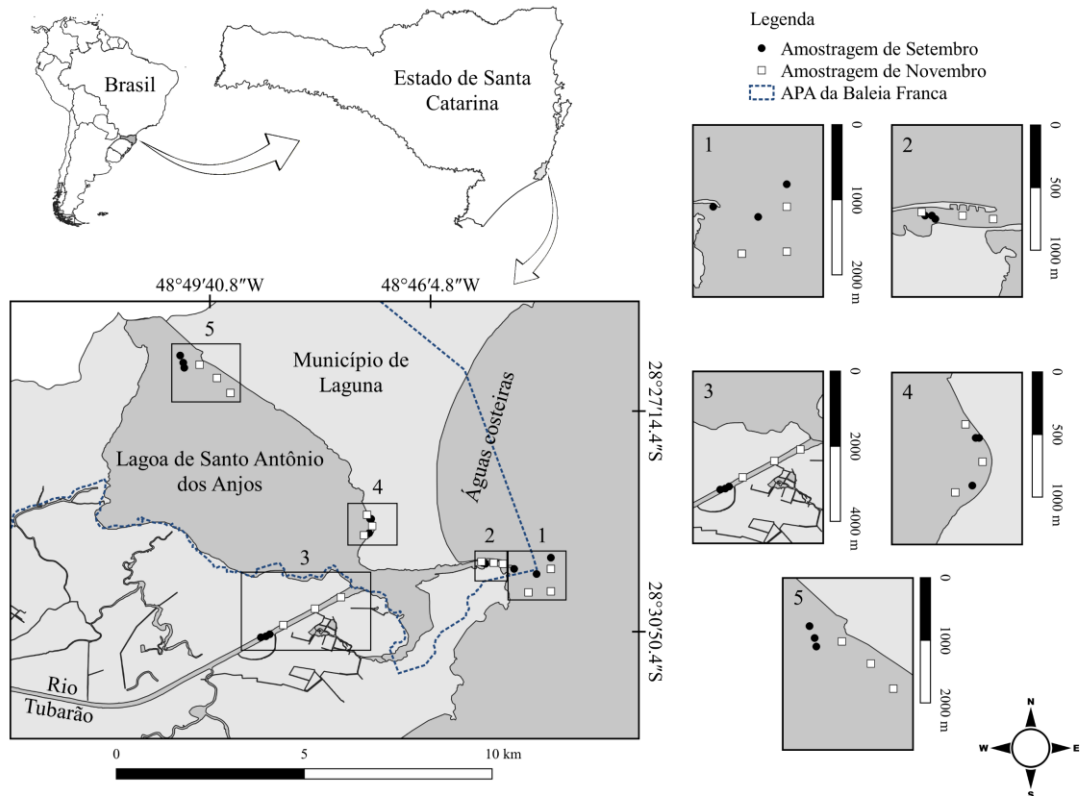 Brasil
Estado de Santa
Catarina
Legenda
Amostragem de Setembro
Amostragem de Novembro
APA da Baleia Franca
1
0
1000
2000 m
2
0
500
1000 m
48°49'40.8"W
48°46'4.8"W
5
Município de
Laguna
Águas costeiras
Lagoa de Santo Antônio
dos Anjos
4
3
2
1
Rio
Tubarão
28°27'14.4"S
28°30'50.4"S
0
5
10 km
3
0
2000
4000 m
4
0
500
1000 m
5
0
1000
2000 m
N
W
E
S